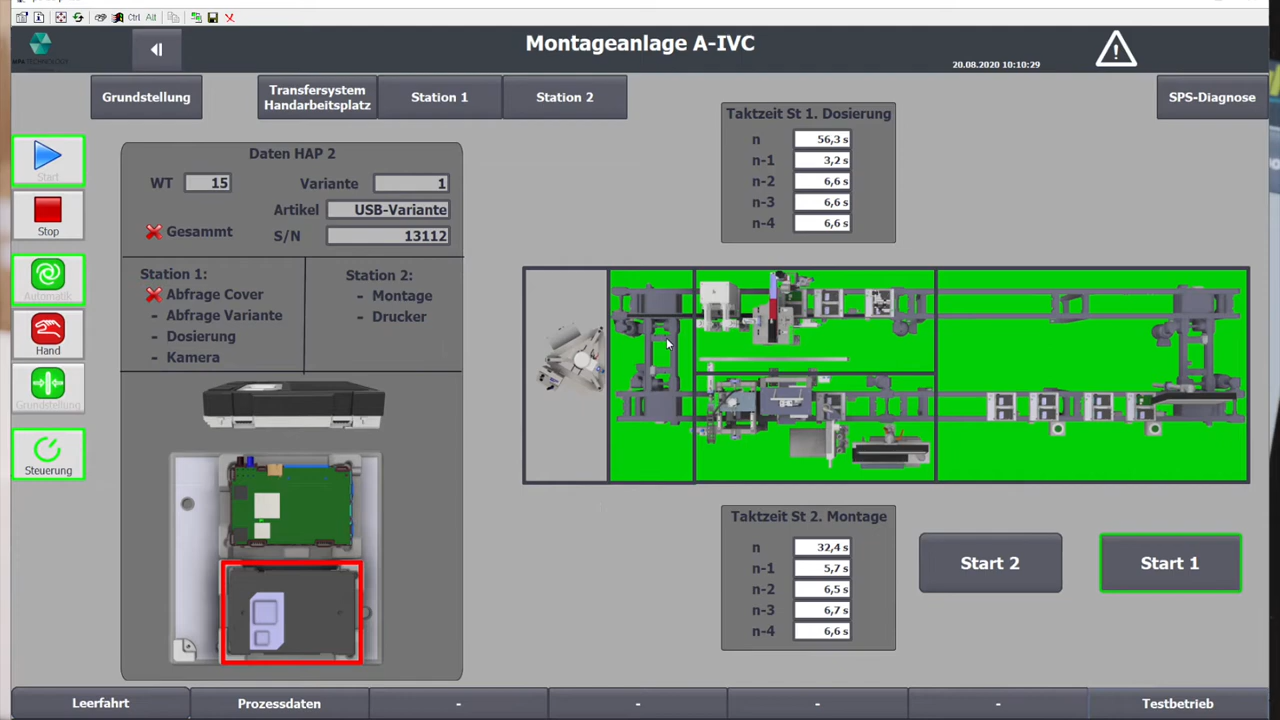 Ctrl Alt
Montageanlage A-IVC
20.08.2020 10:10:29
Grundstellung
Transfersystem
Handarbeitsplatz
Station 1
Station 2
SPS-Diagnose
Start
Stop
Automatik
Hand
Grundstellung
Steuerung
Daten HAP 2
WT 15 Variante 1
Artikel USB-Variante
Gesammt
S/N 13112
Station 1:
Abfrage Cover
- Abfrage Variante
- Dosierung
- Kamera
Station 2:
- Montage
- Drucker
Taktzeit St 1. Dosierung
n 56,3 s
n-1 3,2 s
n-2 6,6 s
n-3 6,6 s
n-4 6,6 s
Taktzeit St 2. Montage
n 32,4 s
n-1 5,7 s
n-2 6,5 s
n-3 6,7 s
n-4 6,6 s
Start 2
Start 1
Leerfahrt
Prozessdaten
-
-
-
-
Testbetrieb